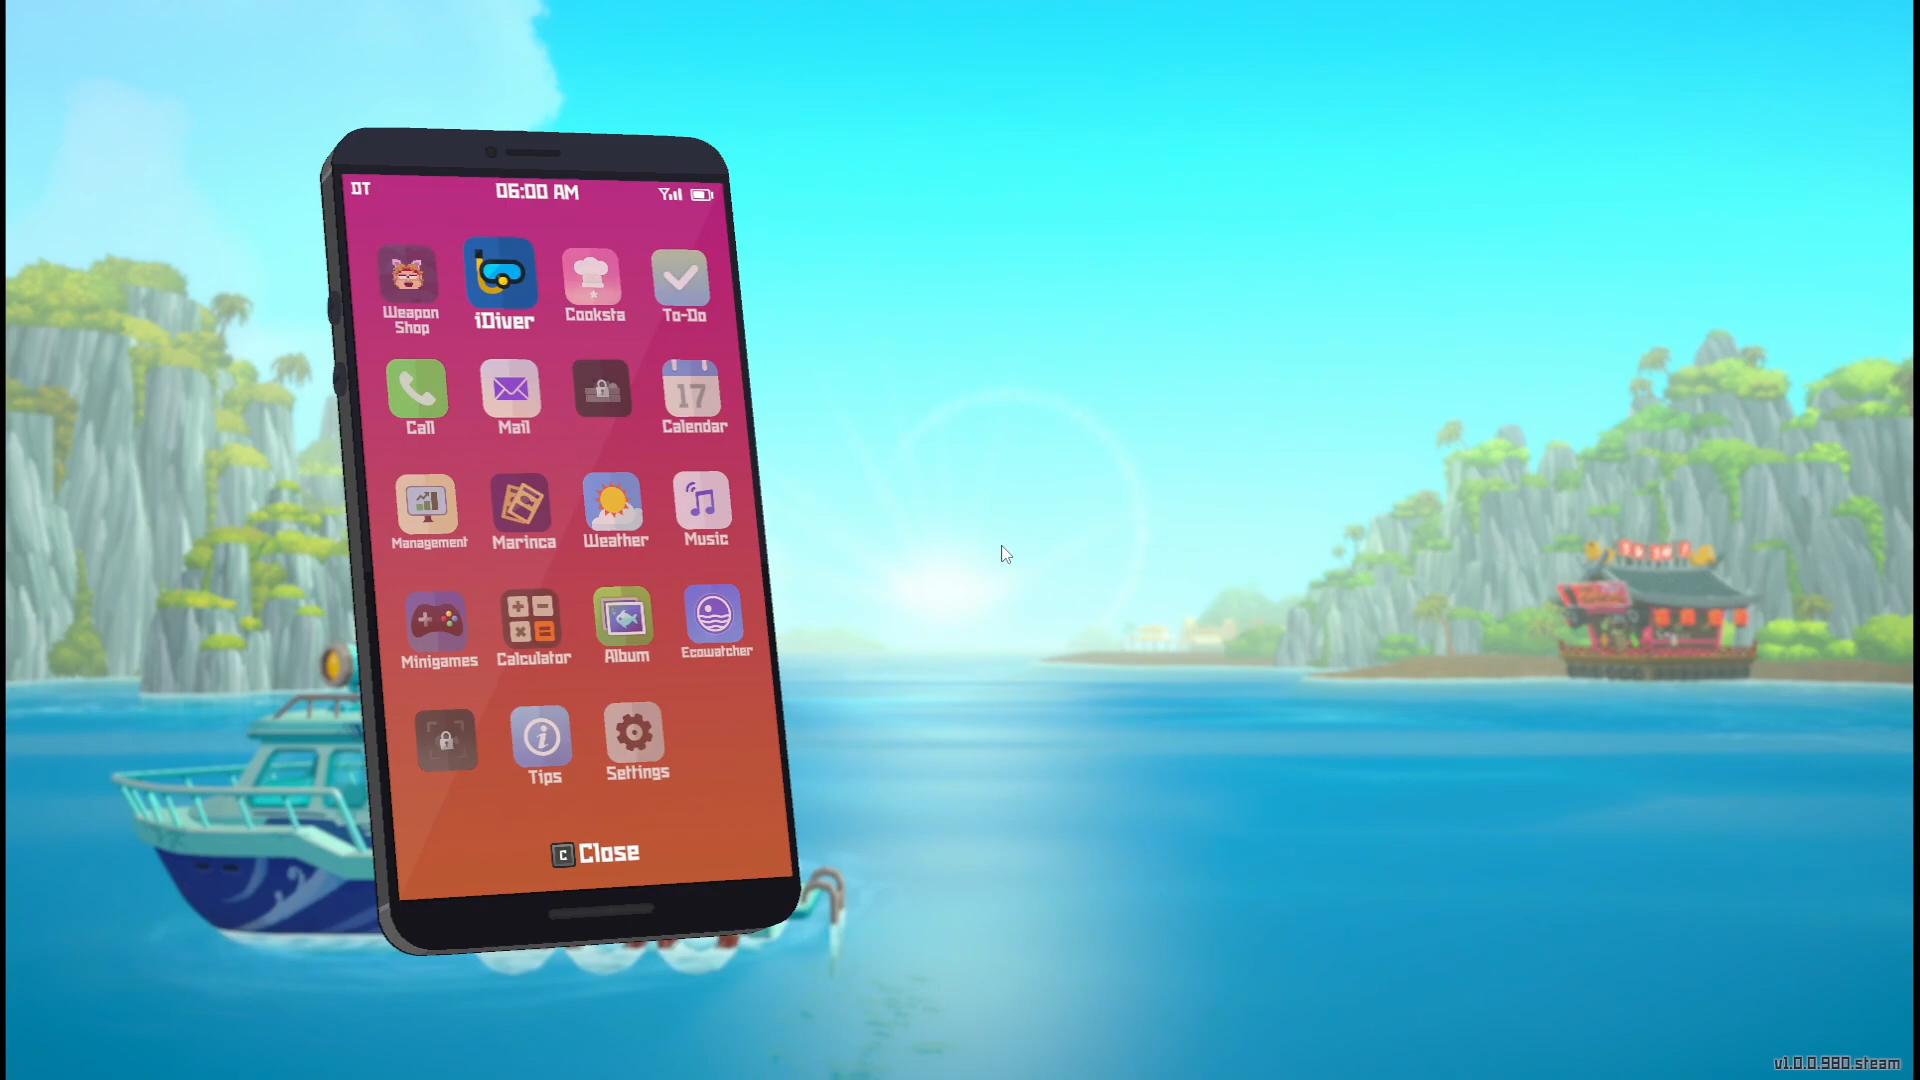 DT 06:00 AM
Weapon
Shop
iDiver
Cooksta
To-Do
Call
Mail
17
Calendar
Management
Marinca
Weather
Music
Minigames
Calculator
Album
Ecowatcher
i
Tips
Settings
C Close
v1.0.0.980.steam